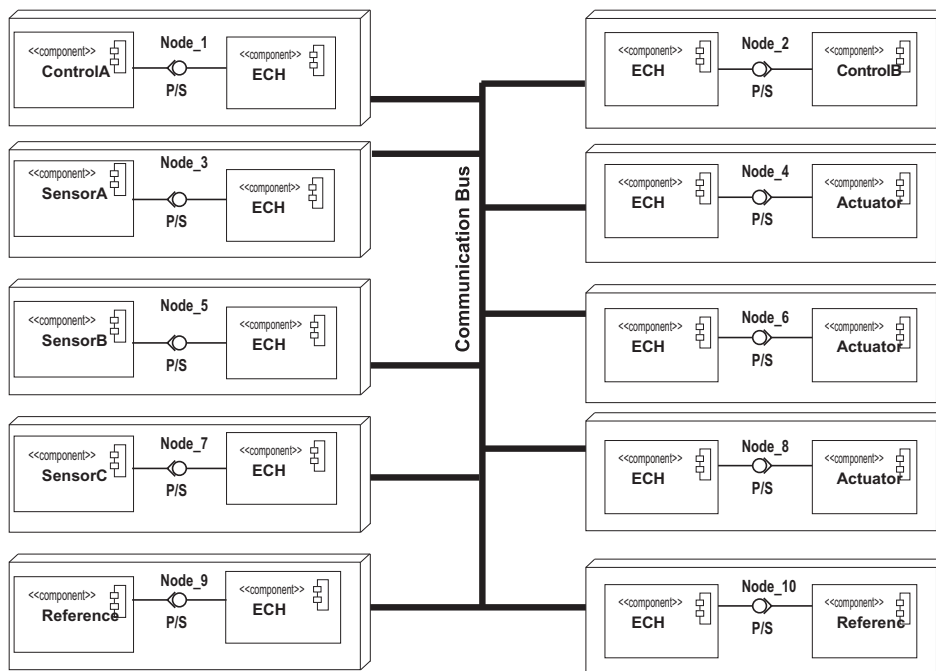 Node_1
<<component>>
ControlA
P/S
<<component>>
ECH
Node_2
<<component>>
ECH
P/S
<<component>>
ControlB
Node_3
<<component>>
SensorA
P/S
<<component>>
ECH
Node_4
<<component>>
ECH
P/S
<<component>>
Actuator
Communication Bus
Node_5
<<component>>
SensorB
P/S
<<component>>
ECH
Node_6
<<component>>
ECH
P/S
<<component>>
Actuator
Node_7
<<component>>
SensorC
P/S
<<component>>
ECH
Node_8
<<component>>
ECH
P/S
<<component>>
Actuator
Node_9
<<component>>
Reference
P/S
<<component>>
ECH
Node_10
<<component>>
ECH
P/S
<<component>>
Referenc